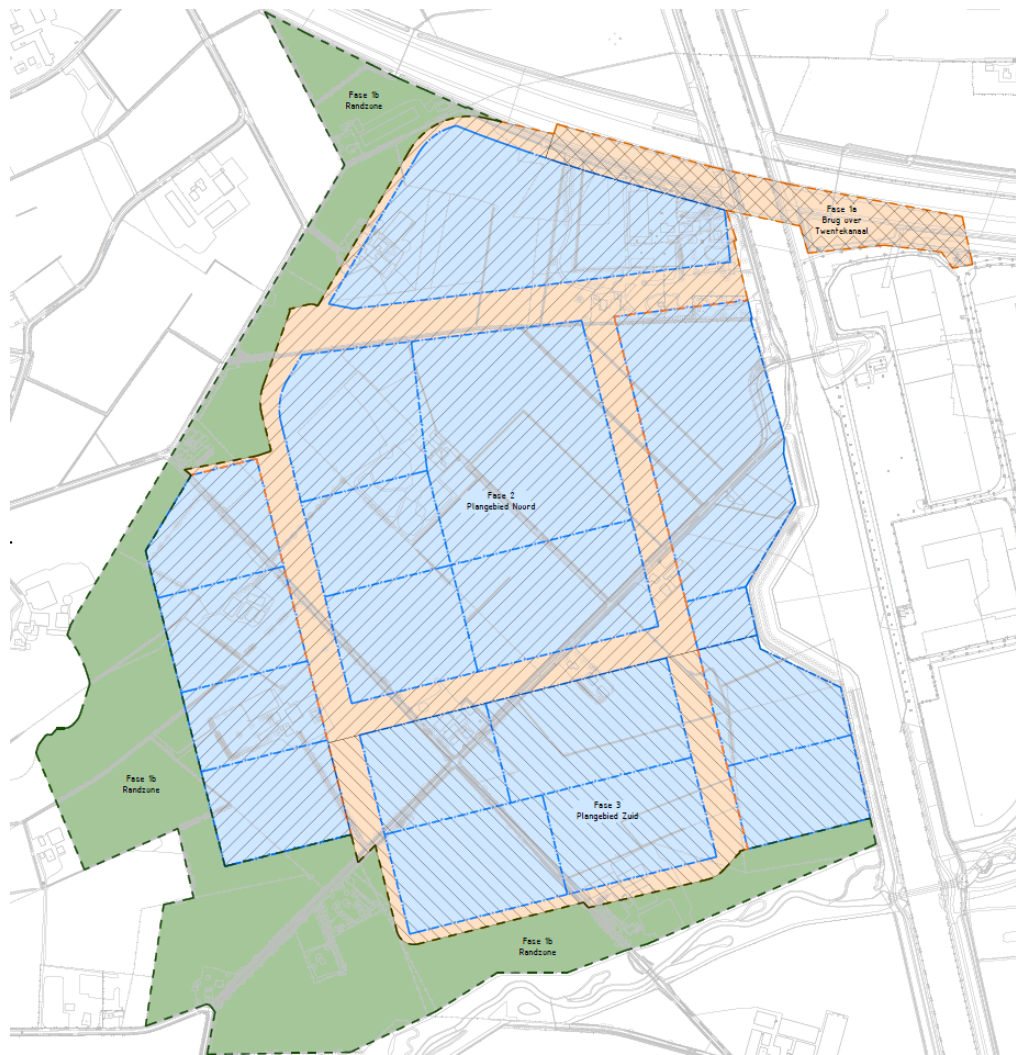 Fase 1b
Randzone
Fase 1a
Brug over
Twentekanaal
Fase 2
Plangebied Noord
Fase 1b
Randzone
Fase 3
Plangebied Zuid
Fase 1b
Randzone